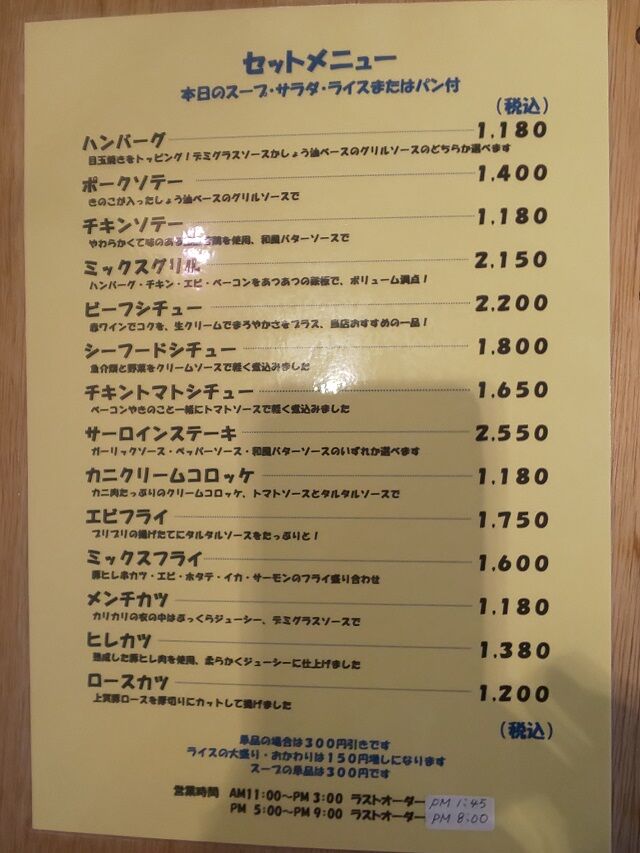 セットメニュー
本日のスープ・サラダ・ライスまたはパン付
(税込)
ハンバーグ 1,180
目玉焼きをトッピング！デミグラスソースかしょう油ベースのグリルソースのどちらか選べます
ポークソテー 1,400
きのこが入ったしょう油ベースのグリルソースで
チキンソテー 1,180
やわらかくて味のある 鶏を使用、和風バターソースで
ミックスグリル 2,150
ハンバーグ・チキン・エビ・ベーコンをあつあつの鉄板で、ボリューム満点！
ビーフシチュー 2,200
赤ワインでコクを、生クリームでまろやかさをプラス、当店おすすめの一品！
シーフードシチュー 1,800
魚介類と野菜をクリームソースで軽く煮込みました
チキントマトシチュー 1,650
ベーコンやきのこと一緒にトマトソースで軽く煮込みました
サーロインステーキ 2,550
ガーリックソース・ペッパーソース・和風バターソースのいずれか選べます
カニクリームコロッケ 1,180
カニ肉たっぷりのクリームコロッケ、トマトソースとタルタルソースで
エビフライ 1,750
プリプリの揚げたてにタルタルソースをたっぷりと！
ミックスフライ 1,600
豚ヒレ串カツ・エビ・ホタテ・イカ・サーモンのフライ盛り合わせ
メンチカツ 1,180
カリカリの衣の中はふっくらジューシー、デミグラスソースで
ヒレカツ 1,380
熟成した豚ヒレ肉を使用、柔らかくジューシーに仕上げました
ロースカツ 1,200
上質豚ロースを厚切りにカットして揚げました
(税込)
単品の場合は３００円引きです
ライスの大盛り・おかわりは１５０円増しになります
スープの単品は３００円です
営業時間 AM11:00～PM 3:00 ラストオーダー PM 1:45
PM 5:00～PM 9:00 ラストオーダー PM 8:00